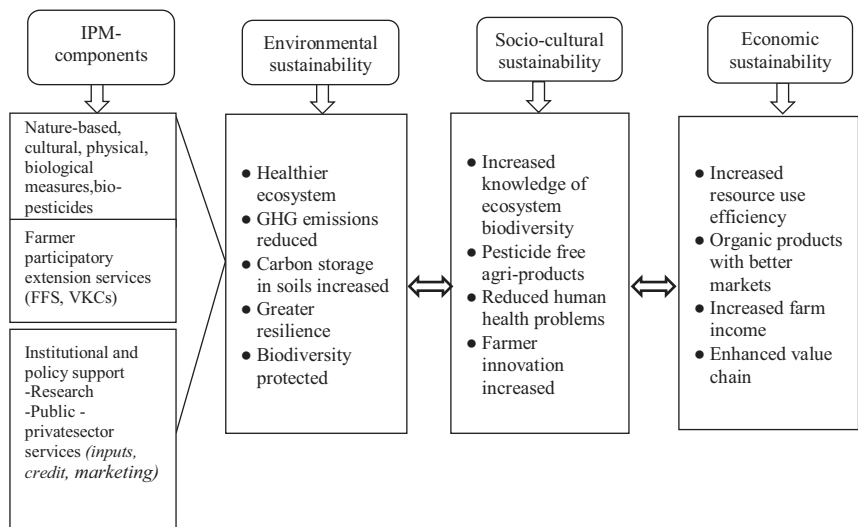 IPM-
components
Nature-based,
cultural, physical,
biological
measures,bio-
pesticides
Farmer
participatory
extension services
(FFS, VKCs)
Institutional and
policy support
-Research
-Public -
privatesector
services (inputs,
credit, marketing)
Environmental
sustainability
● Healthier
ecosystem
● GHG emissions
reduced
● Carbon storage
in soils increased
● Greater
resilience
● Biodiversity
protected
Socio-cultural
sustainability
● Increased
knowledge of
ecosystem
biodiversity
● Pesticide free
agri-products
● Reduced human
health problems
● Farmer
innovation
increased
Economic
sustainability
● Increased
resource use
efficiency
● Organic products
with better
markets
● Increased farm
income
● Enhanced value
chain